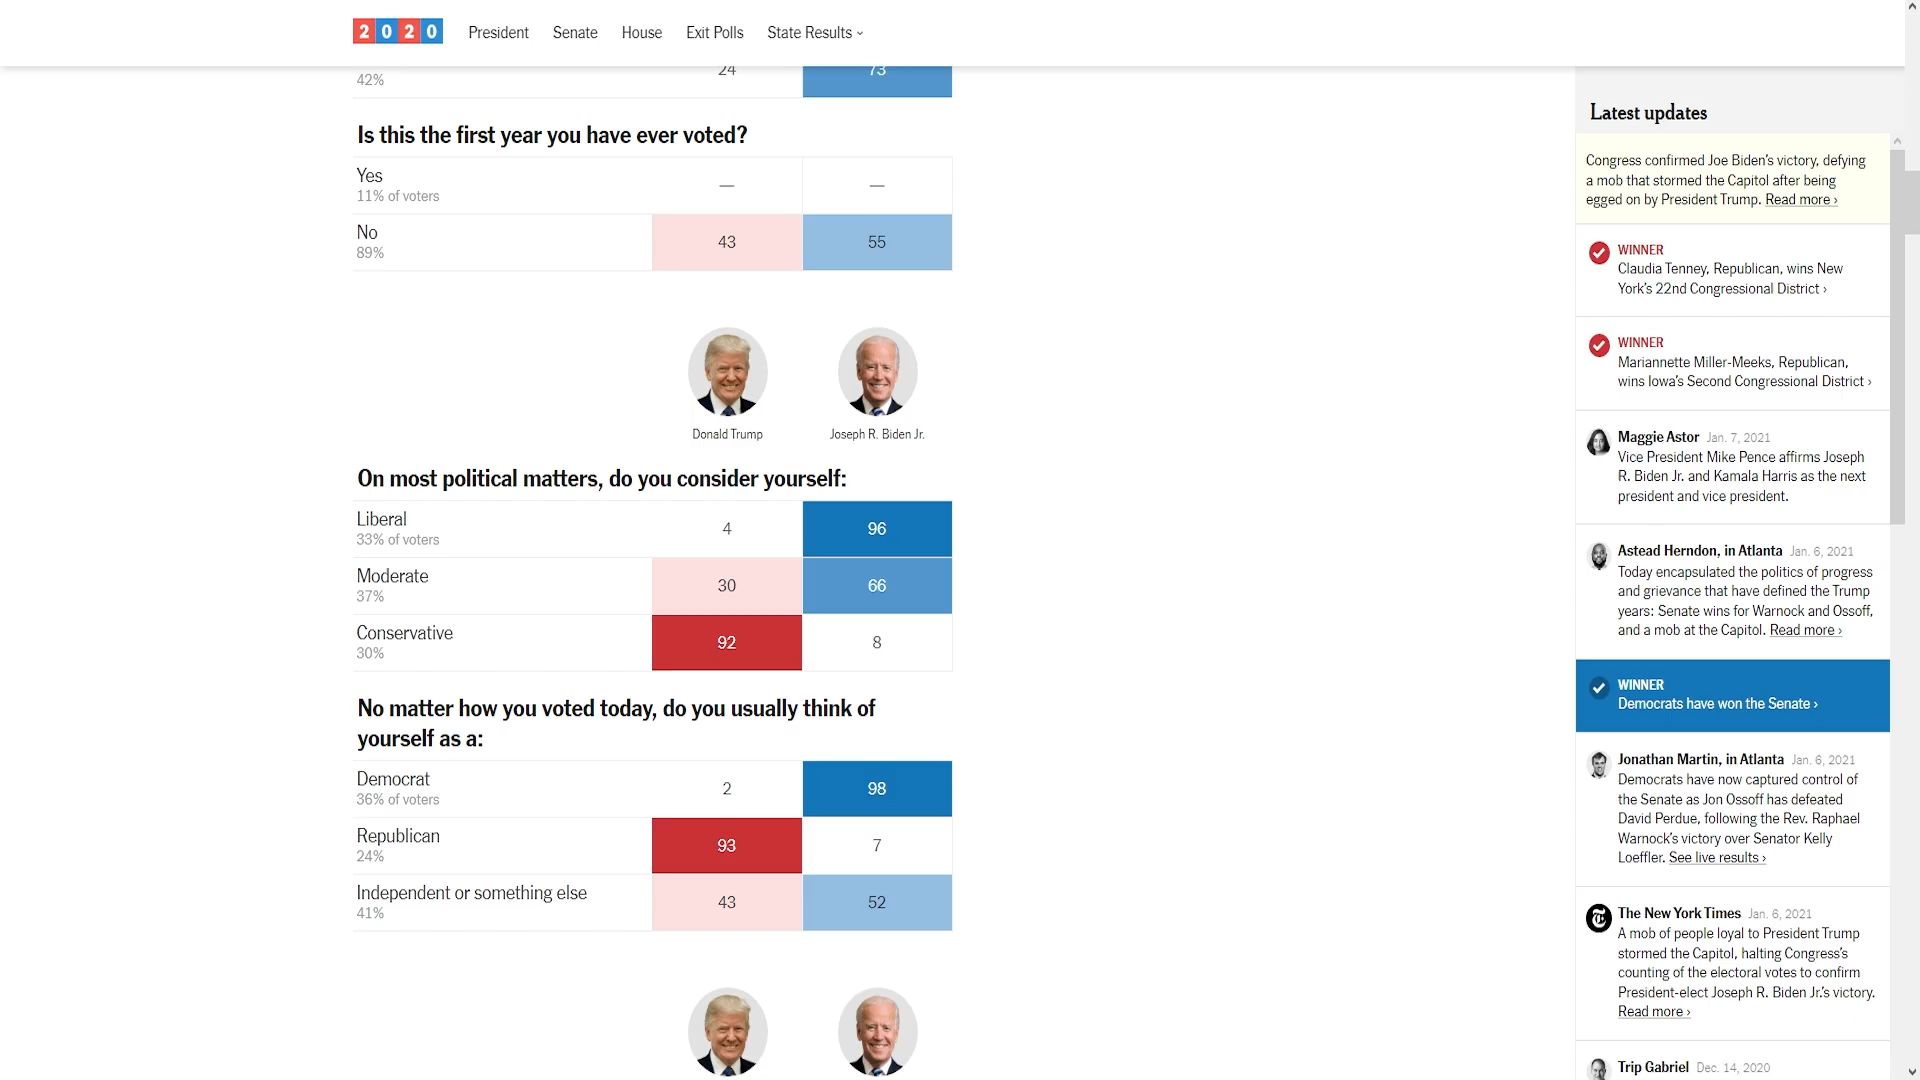 2020 President Senate House Exit Polls State Results
42% 24 73
Is this the first year you have ever voted?
Yes
11% of voters — —
No
89% 43 55
Donald Trump Joseph R. Biden Jr.
On most political matters, do you consider yourself:
Liberal
33% of voters 4 96
Moderate
37% 30 66
Conservative
30% 92 8
No matter how you voted today, do you usually think of
yourself as a:
Democrat
36% of voters 2 98
Republican
24% 93 7
Independent or something else
41% 43 52
Latest updates
Congress confirmed Joe Biden’s victory, defying
a mob that stormed the Capitol after being
egged on by President Trump. Read more ›
WINNER
Claudia Tenney, Republican, wins New
York’s 22nd Congressional District ›
WINNER
Mariannette Miller-Meeks, Republican,
wins Iowa’s Second Congressional District ›
Maggie Astor Jan. 7, 2021
Vice President Mike Pence affirms Joseph
R. Biden Jr. and Kamala Harris as the next
president and vice president.
Astead Herndon, in Atlanta Jan. 6, 2021
Today encapsulated the politics of progress
and grievance that have defined the Trump
years: Senate wins for Warnock and Ossoff,
and a mob at the Capitol. Read more ›
WINNER
Democrats have won the Senate ›
Jonathan Martin, in Atlanta Jan. 6, 2021
Democrats have now captured control of
the Senate as Jon Ossoff has defeated
David Perdue, following the Rev. Raphael
Warnock’s victory over Senator Kelly
Loeffler. See live results ›
The New York Times Jan. 6, 2021
A mob of people loyal to President Trump
stormed the Capitol, halting Congress’s
counting of the electoral votes to confirm
President-elect Joseph R. Biden Jr.’s victory.
Read more ›
Trip Gabriel Dec. 14, 2020